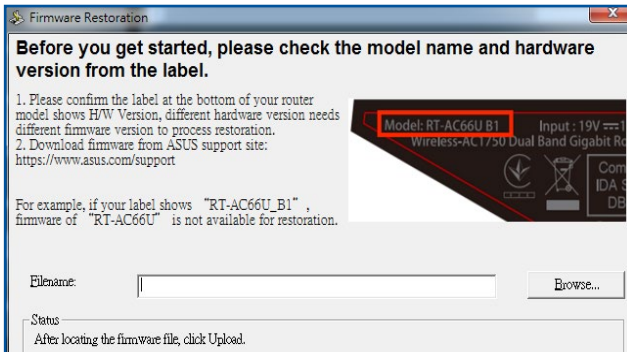 Firmware Restoration
Before you get started, please check the model name and hardware
version from the label.
1. Please confirm the label at the bottom of your router
model shows H/W Version, different hardware version needs
different firmware version to process restoration.
2. Download firmware from ASUS support site:
https://www.asus.com/support
For example, if your label shows “RT-AC66U_B1”,
firmware of “RT-AC66U” is not available for restoration.
Model: RT-AC66U B1 Input : 19V
Wireless-AC1750 Dual Band Gigabit
Com
IDA
DB
Filename:
Browse...
Status
After locating the firmware file, click Upload.